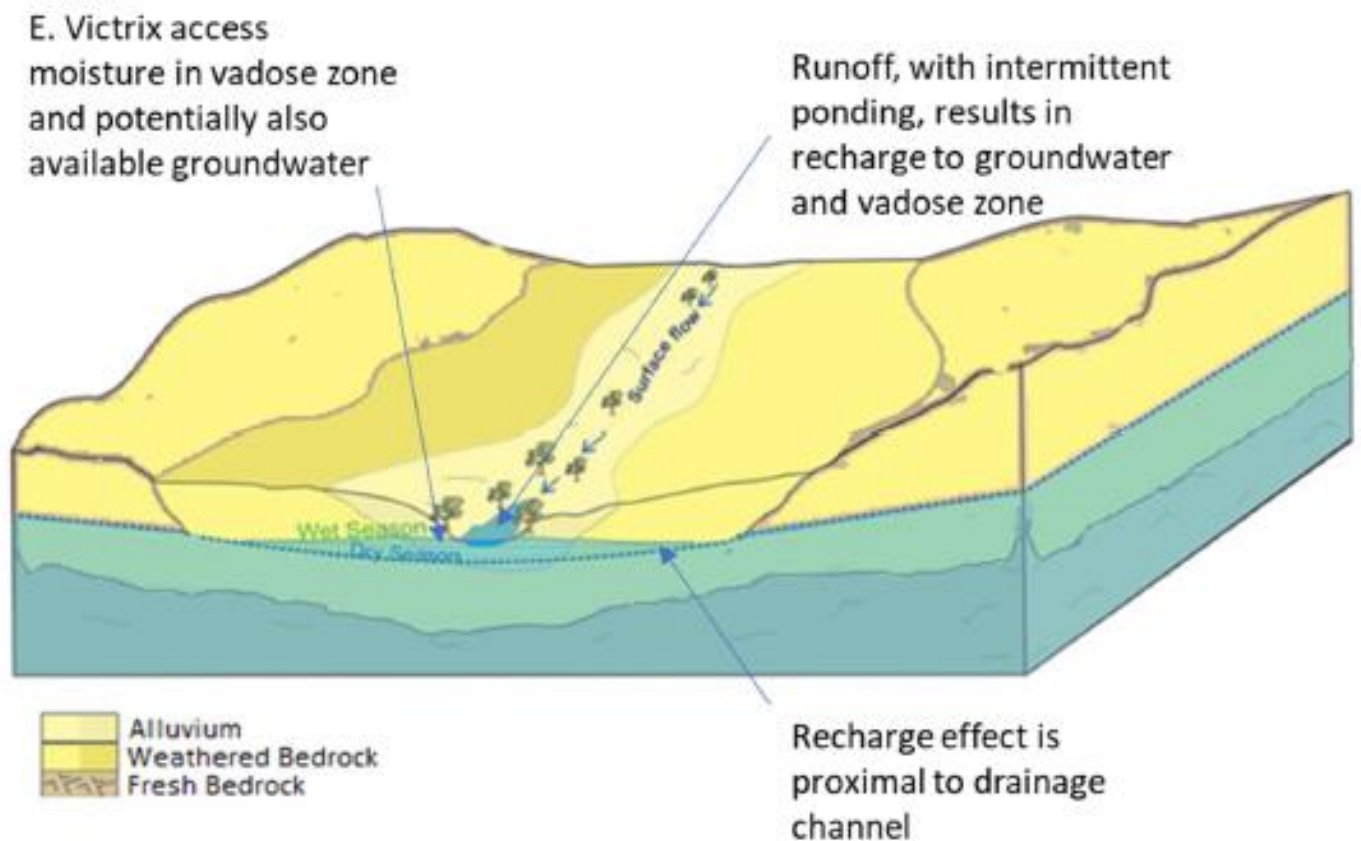 E. Victrix access
moisture in vadose zone
and potentially also
available groundwater
Runoff, with intermittent
ponding, results in
recharge to groundwater
and vadose zone
Surface flow
Wet Season
Dry Season
Alluvium
Weathered Bedrock
Fresh Bedrock
Recharge effect is
proximal to drainage
channel